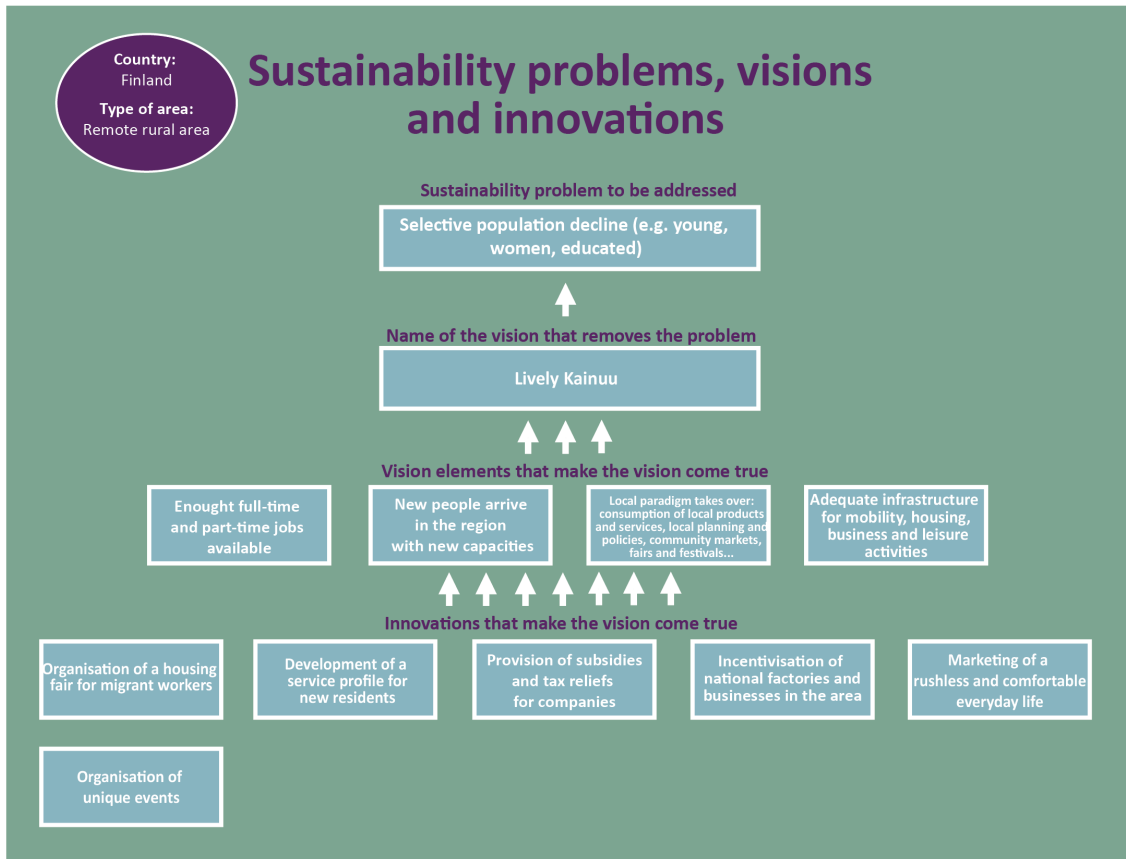 Country:
Finland
Type of area:
Remote rural area
Sustainability problems, visions
and innovations
Sustainability problem to be addressed
Selective population decline (e.g. young,
women, educated)
Name of the vision that removes the problem
Lively Kainuu
Vision elements that make the vision come true
Enought full-time
and part-time jobs
available
New people arrive
in the region
with new capacities
Local paradigm takes over:
consumption of local products
and services, local planning and
policies, community markets,
fairs and festivals...
Adequate infrastructure
for mobility, housing,
business and leisure
activities
Innovations that make the vision come true
Organisation of a housing
fair for migrant workers
Development of a
service profile for
new residents
Provision of subsidies
and tax reliefs
for companies
Incentivisation of
national factories and
businesses in the area
Marketing of a
rushless and comfortable
everyday life
Organisation of
unique events